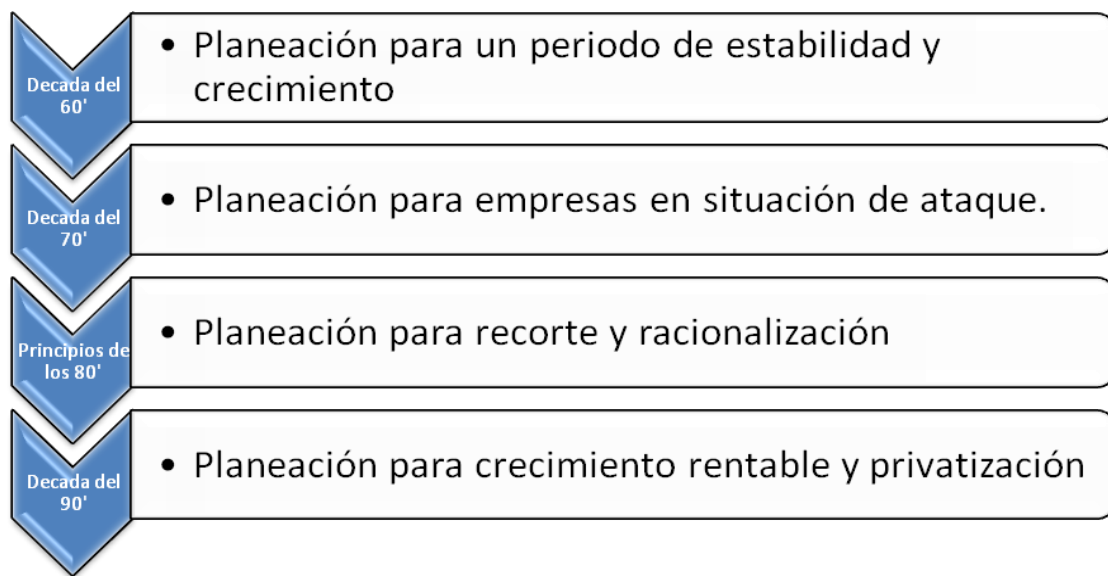 Decada del
60'
• Planeación para un periodo de estabilidad y
crecimiento
Decada del
70'
• Planeación para empresas en situación de ataque.
Principios de
los 80'
• Planeación para recorte y racionalización
Decada del
90'
• Planeación para crecimiento rentable y privatización